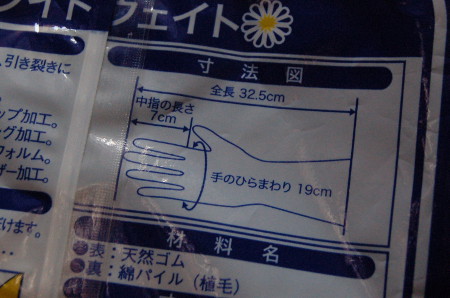 イト ウェイト
、引き裂きに
ップ加工。
グ加工。
フォルム。
ザー加工。
けます。
寸法図
全長 32.5cm
中指の長さ
7cm
手のひらまわり 19cm
材料名
表:天然ゴム
裏:綿パイル(植毛)